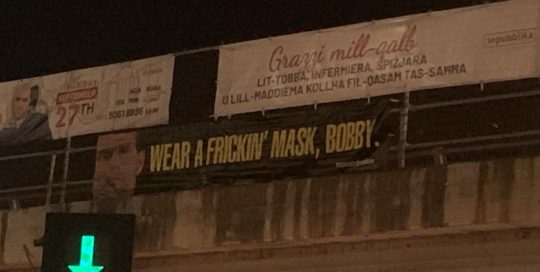 Grazzi mill-qalb
repubblika
LIT-TOBBA, INFERMIERA, SPIŻJARA
U LILL-ĦADDIEMA KOLLHA FIL-QASAM TAS-SAĦĦA
27TH
WEAR A FRICKIN' MASK, BOBBY.